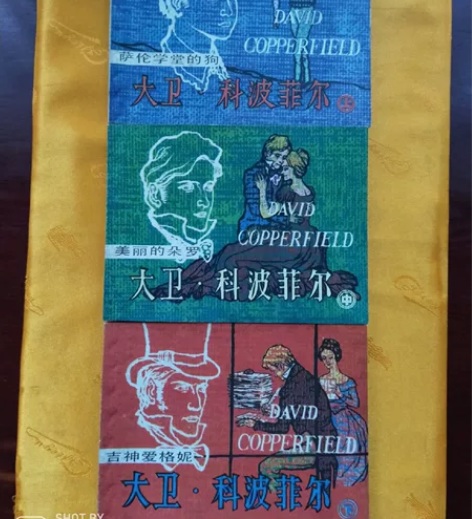 DAVID
COPPERFIELD
萨伦学堂的狗
大卫·科波菲尔 上
DAVID
COPPERFIELD
美丽的朵罗
大卫·科波菲尔 中
DAVID
COPPERFIELD
吉神爱格妮
大卫·科波菲尔 下
SHOT BY